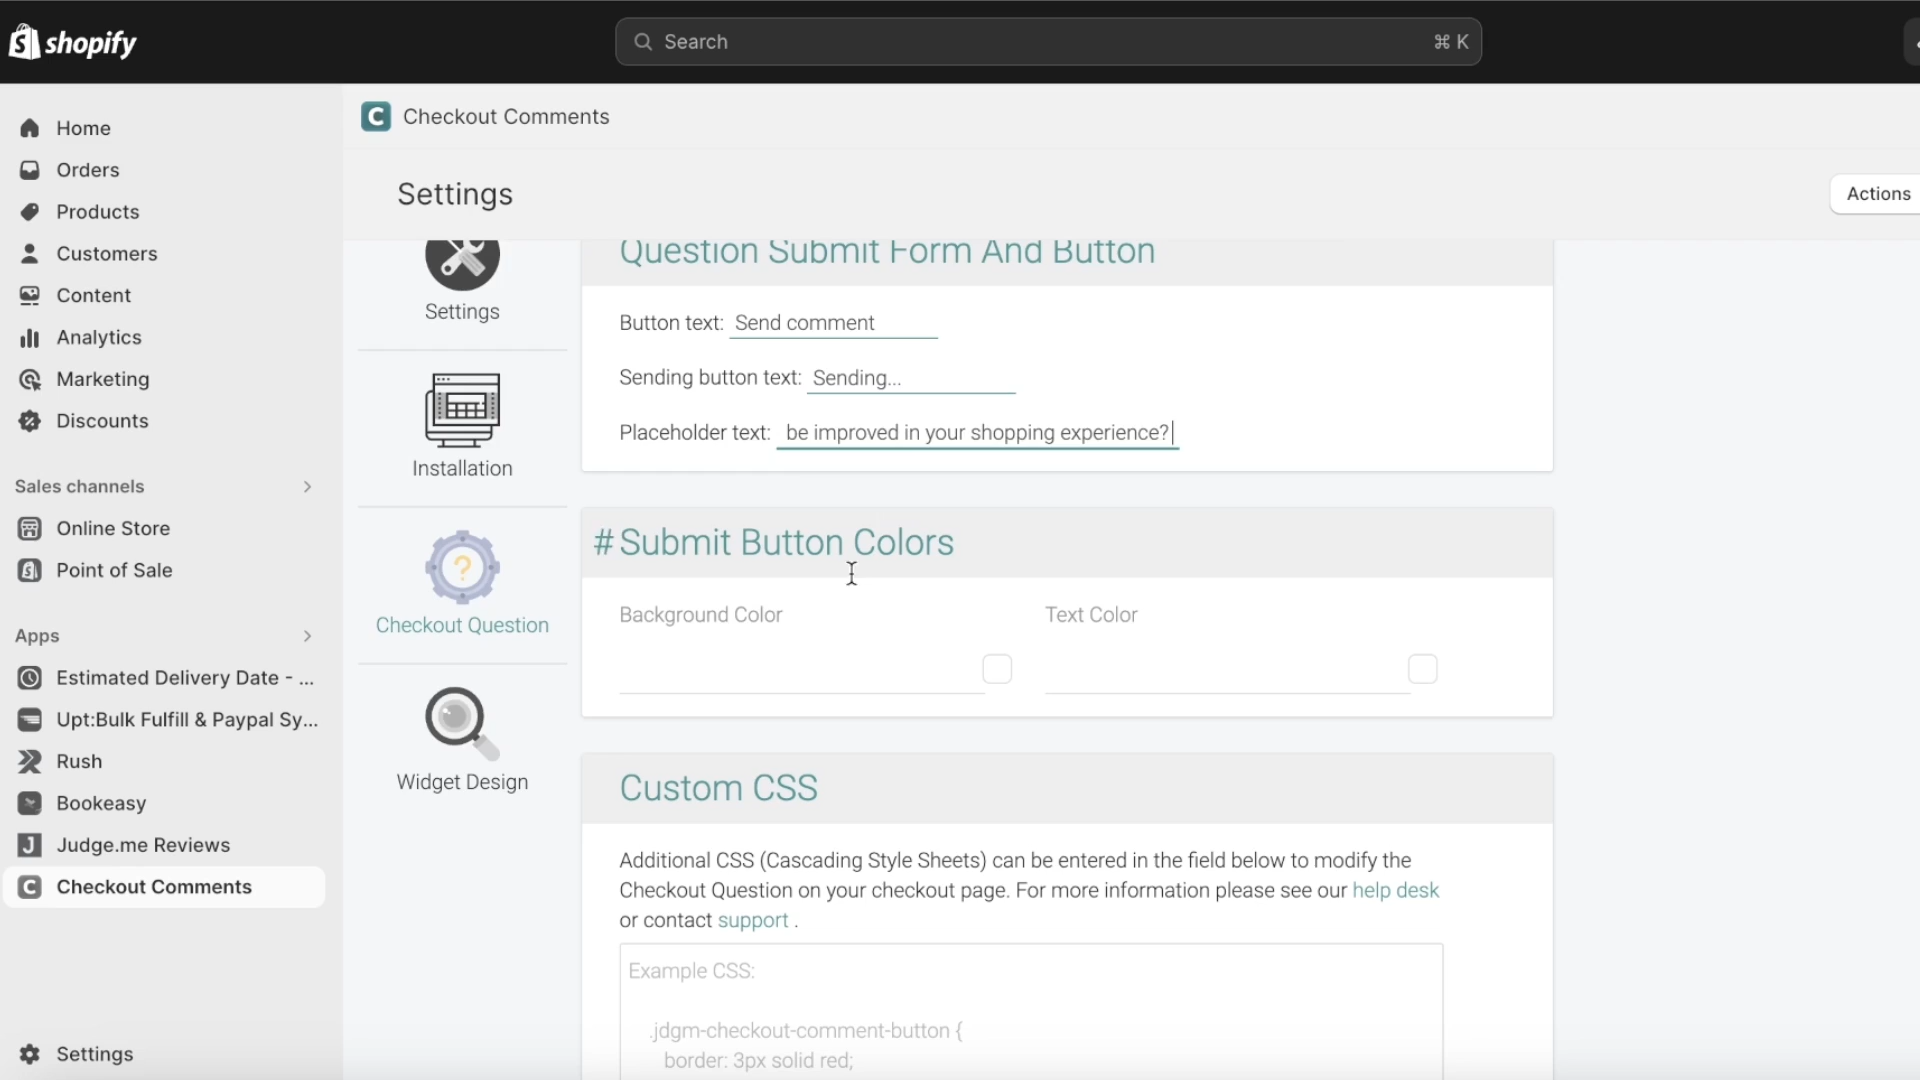 shopify
Search
⌘ K
Home
Orders
Products
Customers
Content
Analytics
Marketing
Discounts
Sales channels
Online Store
Point of Sale
Apps
Estimated Delivery Date - ...
Upt:Bulk Fulfill & Paypal Sy...
Rush
Bookeasy
Judge.me Reviews
Checkout Comments
Settings
Checkout Comments
Settings
Actions
Settings
Installation
Checkout Question
Widget Design
Question Submit Form And Button
Button text: Send comment
Sending button text: Sending...
Placeholder text: be improved in your shopping experience?
# Submit Button Colors
Background Color
Text Color
Custom CSS
Additional CSS (Cascading Style Sheets) can be entered in the field below to modify the
Checkout Question on your checkout page. For more information please see our help desk
or contact support .
Example CSS:
.jdgm-checkout-comment-button {
border: 3px solid red;